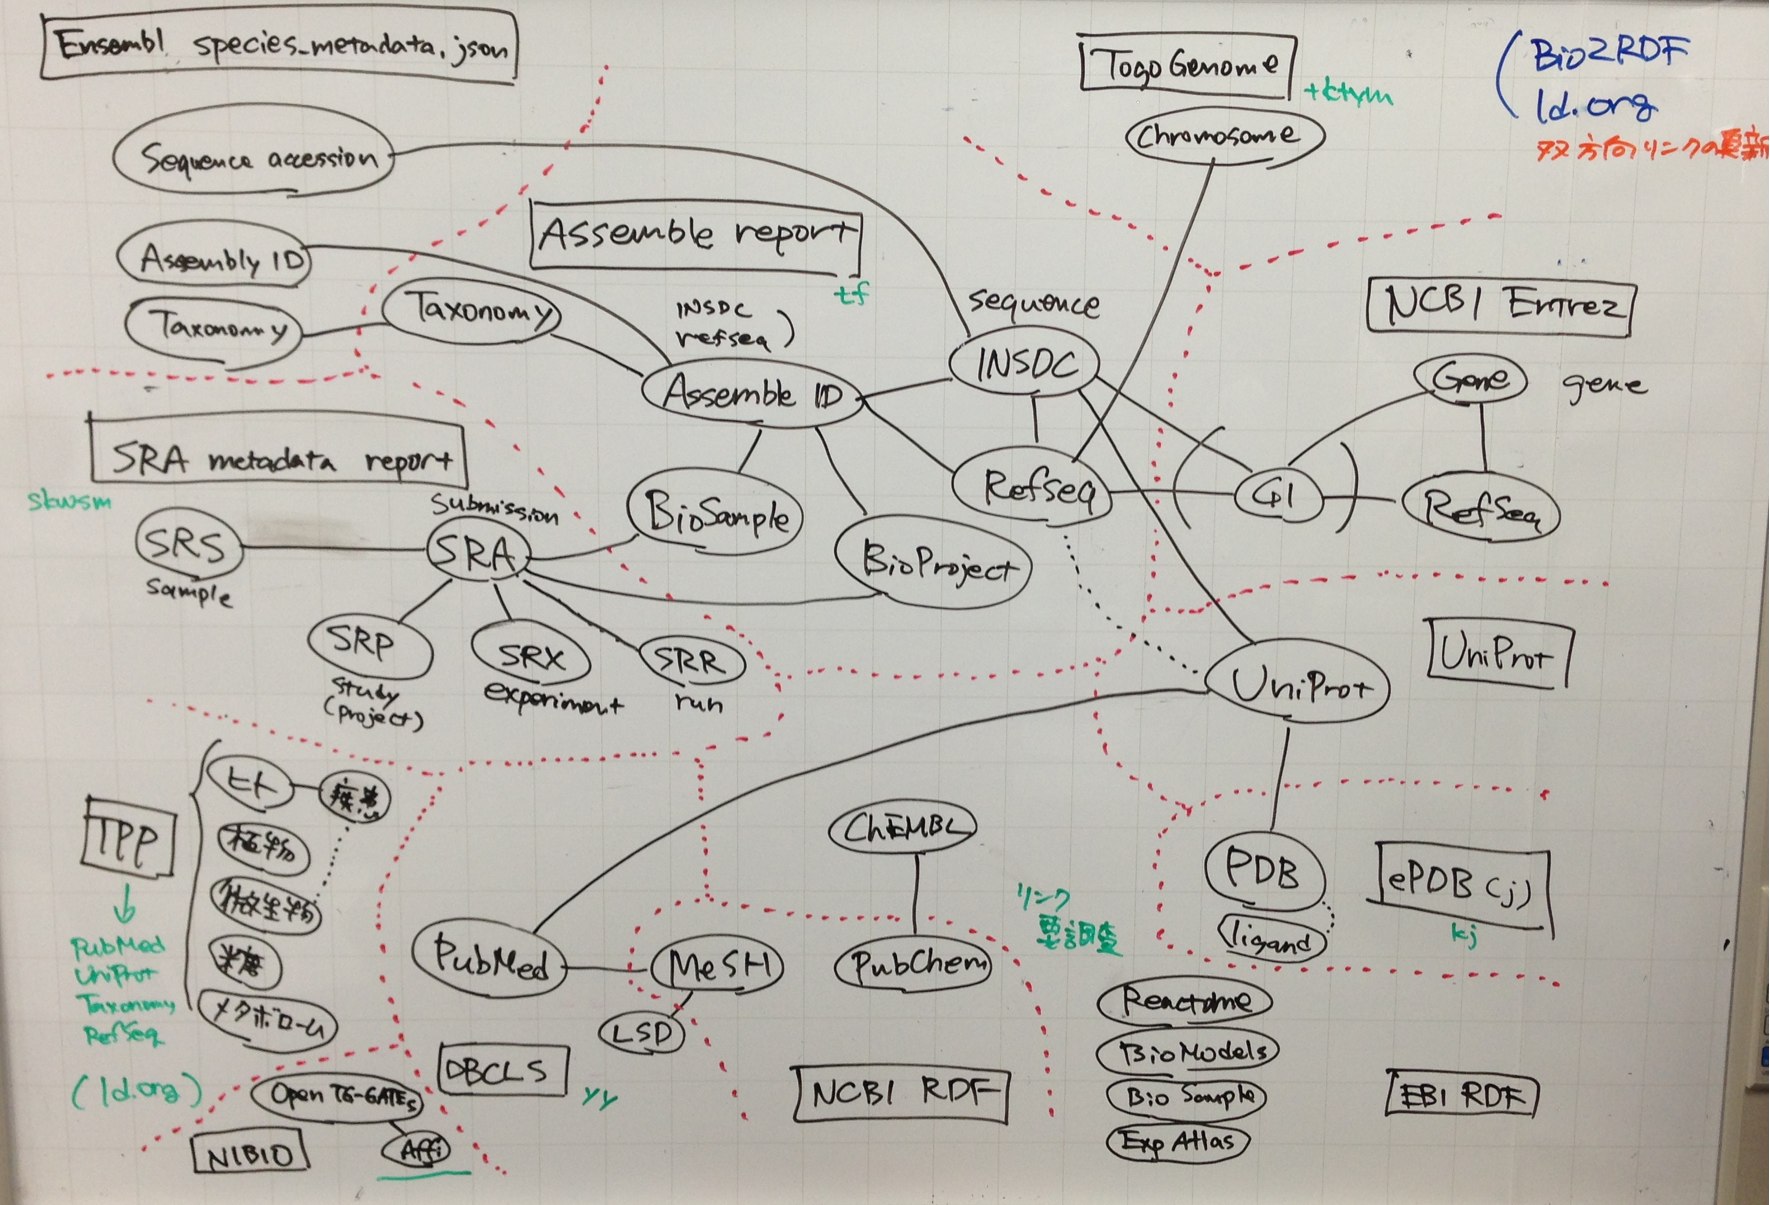 Ensembl species_metadata.json
TogoGenome
+ktym
Bio2RDF
ld.org
双方向リンクの更新
Chromosome
Sequence accession
Assemble report
tf
Assembly ID
Taxonomy
Taxonomy
INSDC
refseq )
sequence
INSDC
NCBI Entrez
Gene
gene
Assemble ID
SRA metadata report
skwsm
RefSeq
( GI )
RefSeq
submission
BioSample
SRS
sample
SRA
BioProject
SRP
study
(project)
SRX
experiment
SRR
run
UniProt
UniProt
TPP
ヒト
疾患
植物
微生物
糖鎖
メタボローム
PubMed
UniProt
Taxonomy
RefSeq
(ld.org)
ChEMBL
PDB
ePDB(j)
kj
ligand
リンク
要調査
PubMed
MeSH
PubChem
LSD
Reactome
BioModels
Bio Sample
Exp Atlas
DBCLS
yy
NCBI RDF
EBI RDF
Open TG-GATEs
NIBIO
Affi